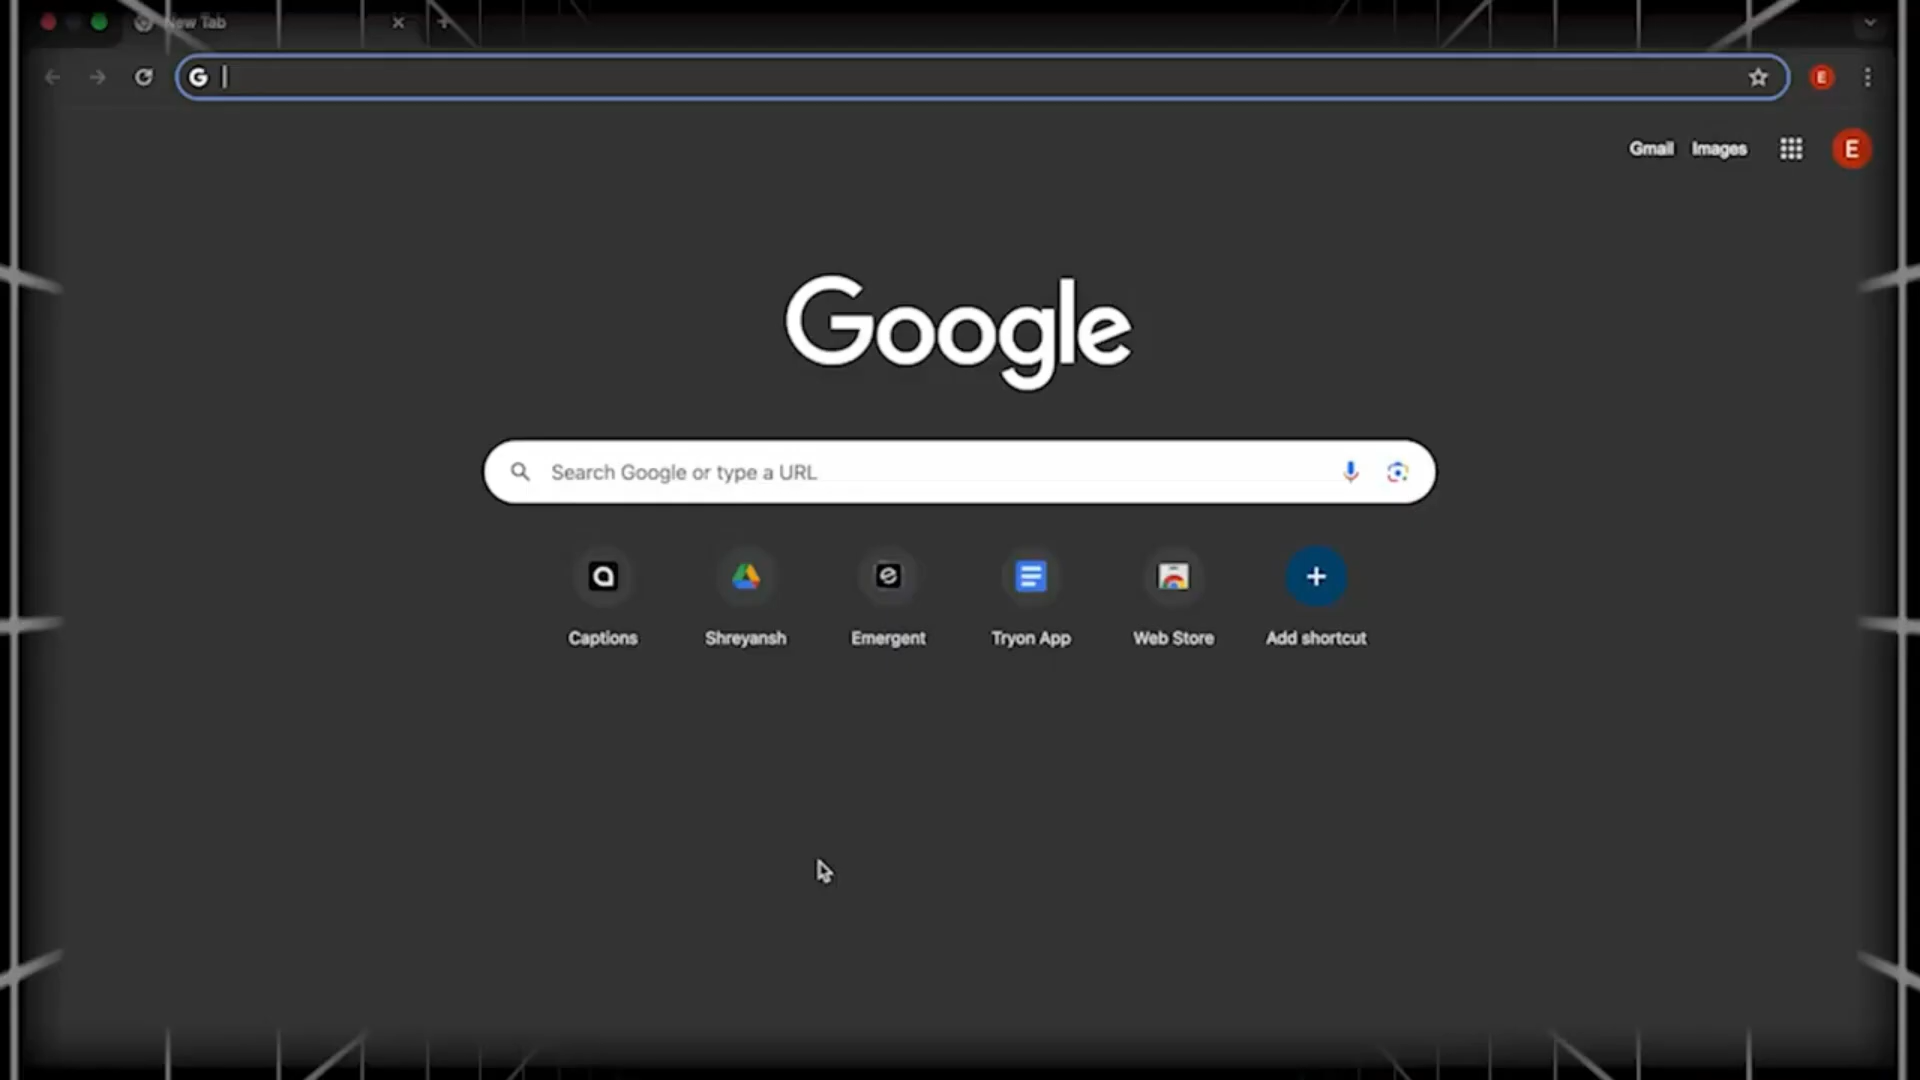 New Tab
G
E
Gmail Images
E
Google
Search Google or type a URL
Captions Shreyansh Emergent Tryon App Web Store Add shortcut